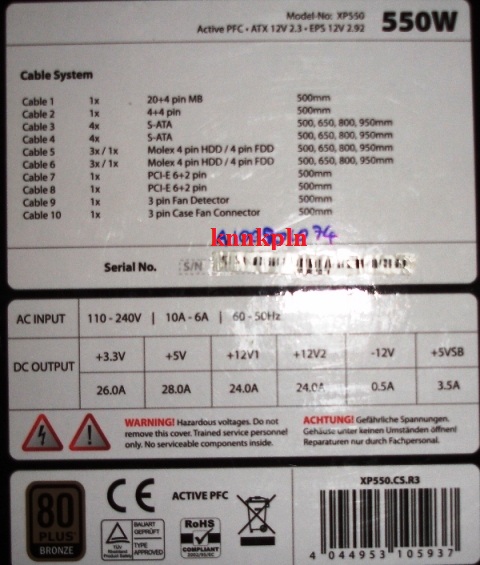 Model-No: XP550
Active PFC • ATX 12V 2.3 • EPS 12V 2.92
550W
Cable System
Cable 1 1x 20+4 pin MB 500mm
Cable 2 1x 4+4 pin 500mm
Cable 3 4x S-ATA 500, 650, 800, 950mm
Cable 4 4x S-ATA 500, 650, 800, 950mm
Cable 5 3x / 1x Molex 4 pin HDD / 4 pin FDD 500, 650, 800, 950mm
Cable 6 3x / 1x Molex 4 pin HDD / 4 pin FDD 500, 650, 800, 950mm
Cable 7 1x PCI-E 6+2 pin 500mm
Cable 8 1x PCI-E 6+2 pin 500mm
Cable 9 1x 3 pin Fan Detector 500mm
Cable 10 1x 3 pin Case Fan Connector 500mm
knnkpln
Serial No. S/N
AC INPUT 110 - 240V | 10A - 6A | 60 - 50Hz
DC OUTPUT +3.3V +5V +12V1 +12V2 -12V +5VSB
26.0A 28.0A 24.0A 24.0A 0.5A 3.5A
WARNING! Hazardous voltages. Do not
remove this cover. Trained service personnel
only. No serviceable components inside.
ACHTUNG! Gefährliche Spannungen.
Gehäuse unter keinen Umständen öffnen!
Reparaturen nur durch Fachpersonal.
80
PLUS
BRONZE
CE
ACTIVE PFC
550W
TÜV
BAUART
GEPRÜFT
TYPE
APPROVED
RoHS
COMPLIANT
2002/95/EC
XP550.CS.R3
4 044953 105937